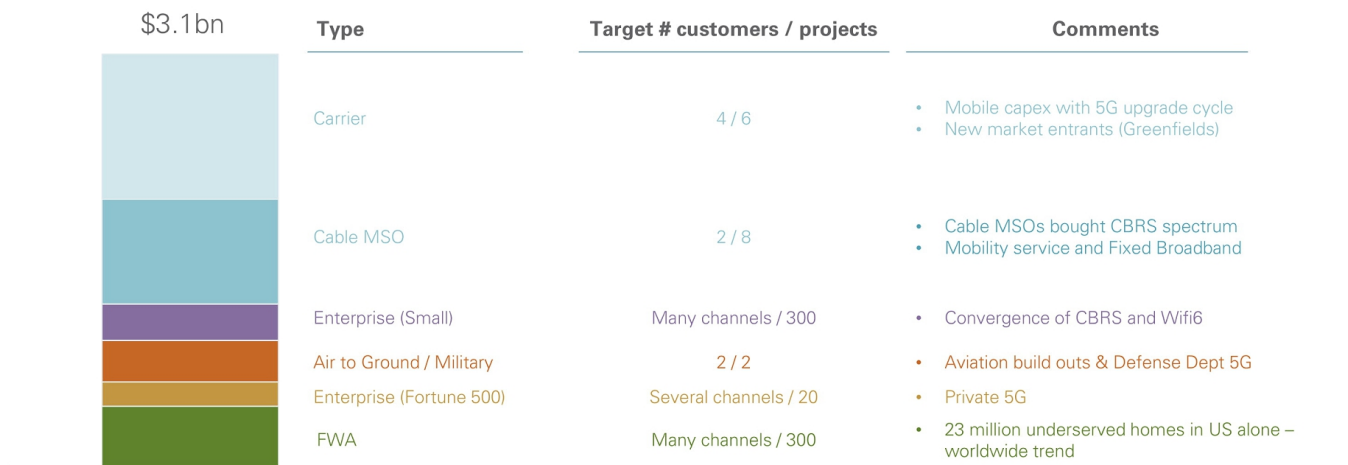 $3.1bn
Type
Target # customers / projects
Comments
Carrier
4 / 6
• Mobile capex with 5G upgrade cycle
• New market entrants (Greenfields)
Cable MSO
2 / 8
• Cable MSOs bought CBRS spectrum
• Mobility service and Fixed Broadband
Enterprise (Small)
Many channels / 300
• Convergence of CBRS and Wifi6
Air to Ground / Military
2 / 2
• Aviation build outs & Defense Dept 5G
Enterprise (Fortune 500)
Several channels / 20
• Private 5G
FWA
Many channels / 300
• 23 million underserved homes in US alone –
worldwide trend